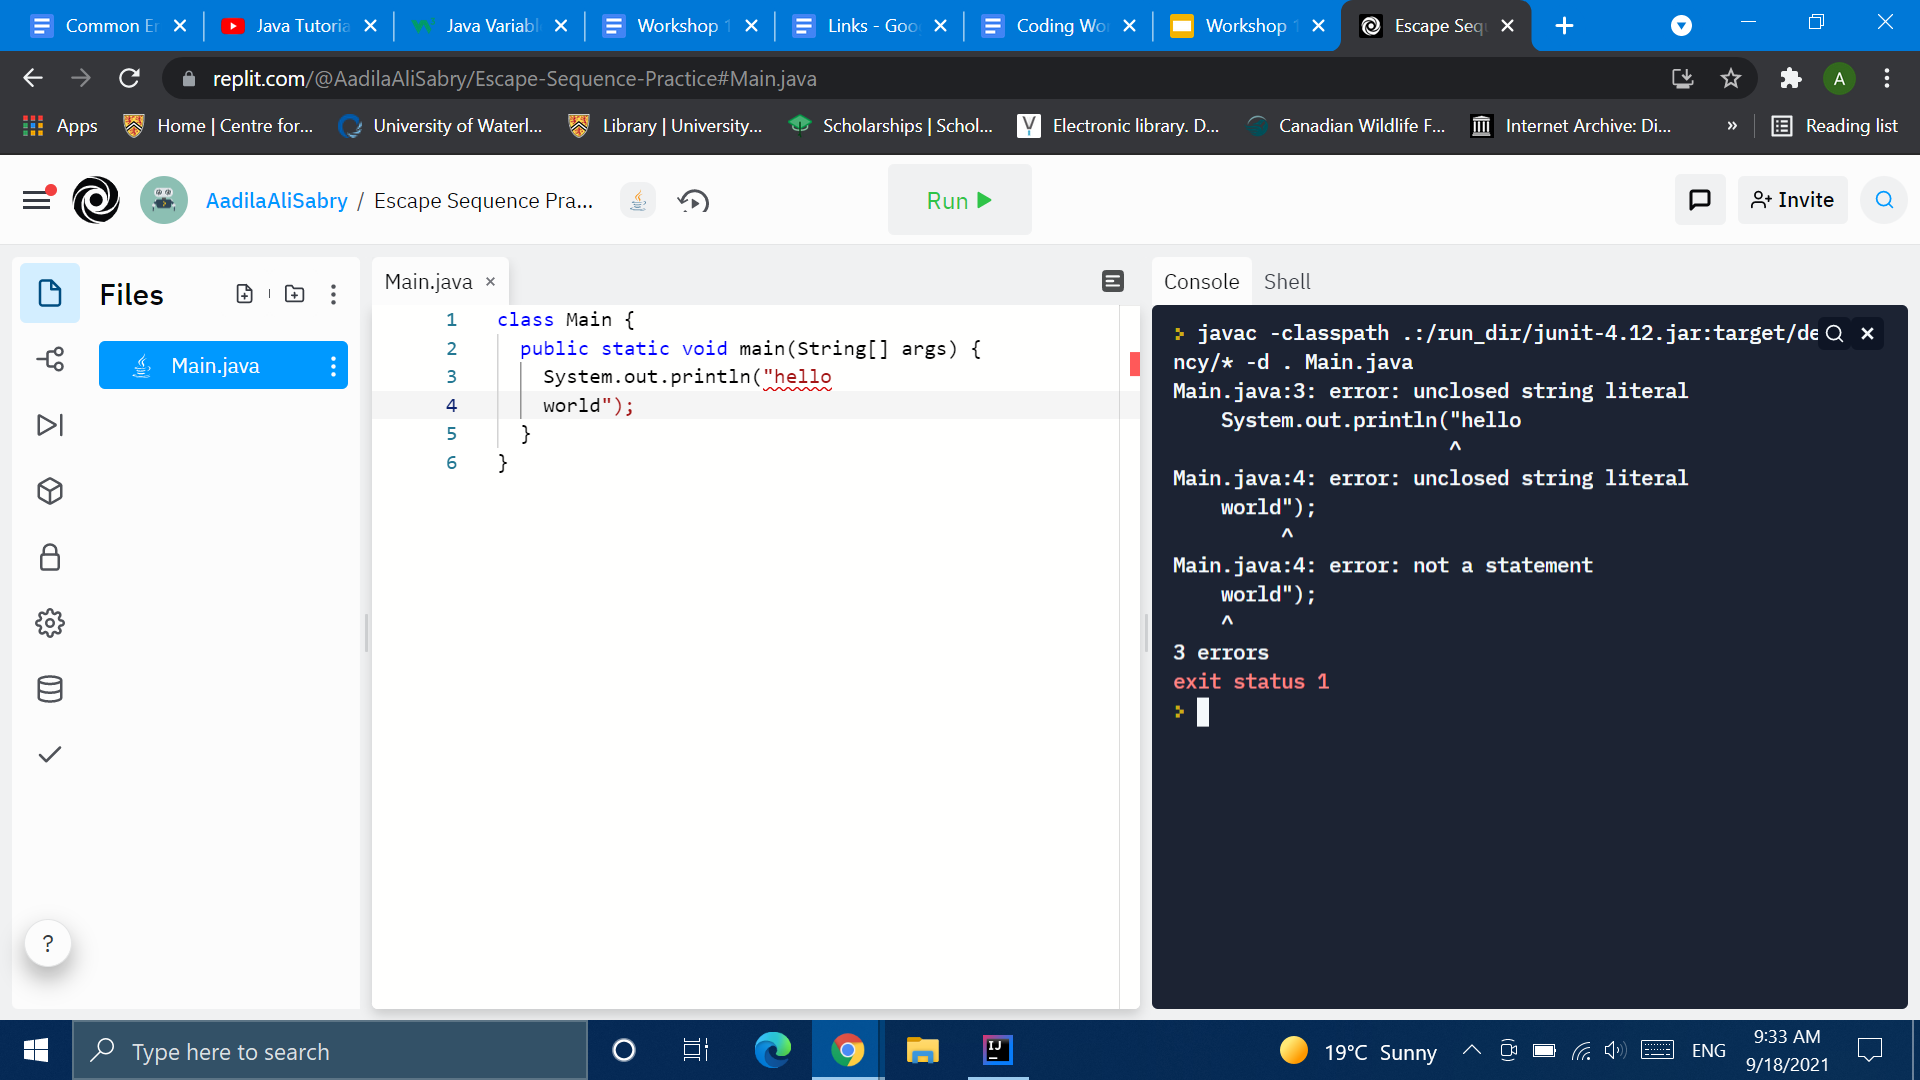 Common Er
Java Tutoria
Java Variabl
Workshop 1
Links - Goo
Coding Wo
Workshop 1
Escape Sequ
replit.com/@AadilaAliSabry/Escape-Sequence-Practice#Main.java
A
Apps
Home | Centre for...
University of Waterl...
Library | University...
Scholarships | Schol...
Electronic library. D...
Canadian Wildlife F...
Internet Archive: Di...
»
Reading list
AadilaAliSabry / Escape Sequence Pra...
Run
Invite
Files
Main.java
Main.java
1 class Main {
2 public static void main(String[] args) {
3 System.out.println("hello
4 world");
5 }
6 }
Console
Shell
> javac -classpath .:/run_dir/junit-4.12.jar:target/de
ncy/* -d . Main.java
Main.java:3: error: unclosed string literal
System.out.println("hello
^
Main.java:4: error: unclosed string literal
world");
^
Main.java:4: error: not a statement
world");
^
3 errors
exit status 1
>
?
Type here to search
IJ
19°C Sunny
ENG
9:33 AM
9/18/2021